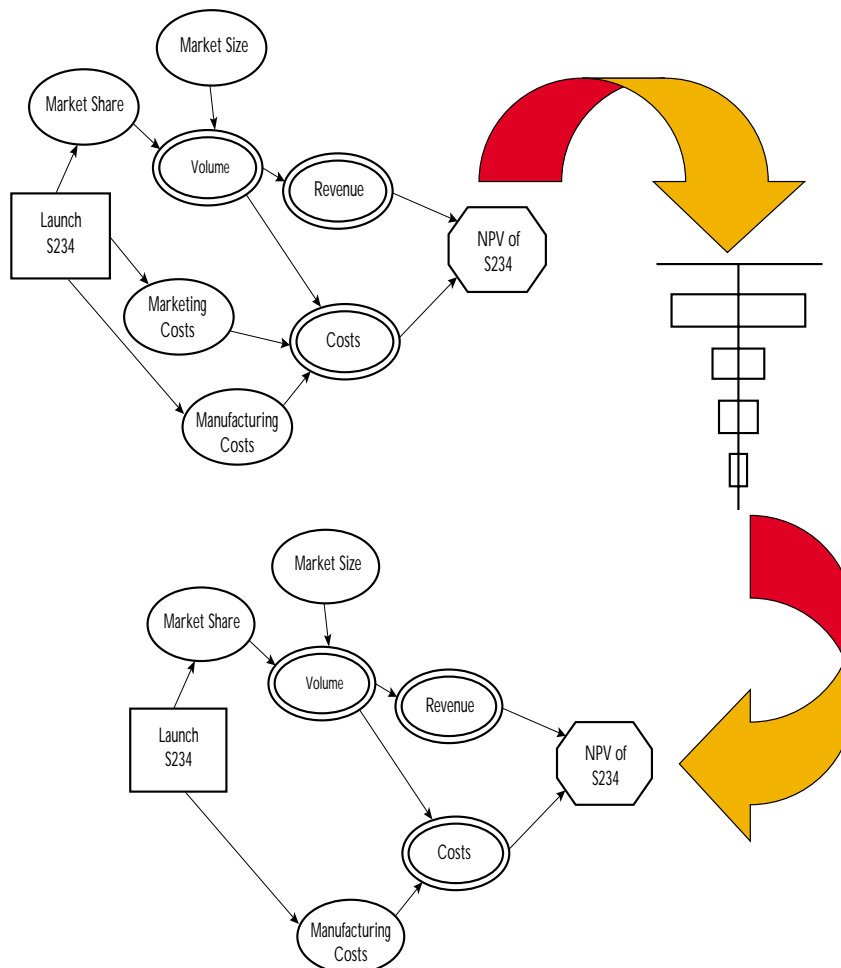 Market Size
Market Share
Volume
Revenue
Launch
S234
NPV of
S234
Marketing
Costs
Costs
Manufacturing
Costs
Market Size
Market Share
Volume
Revenue
Launch
S234
NPV of
S234
Costs
Manufacturing
Costs